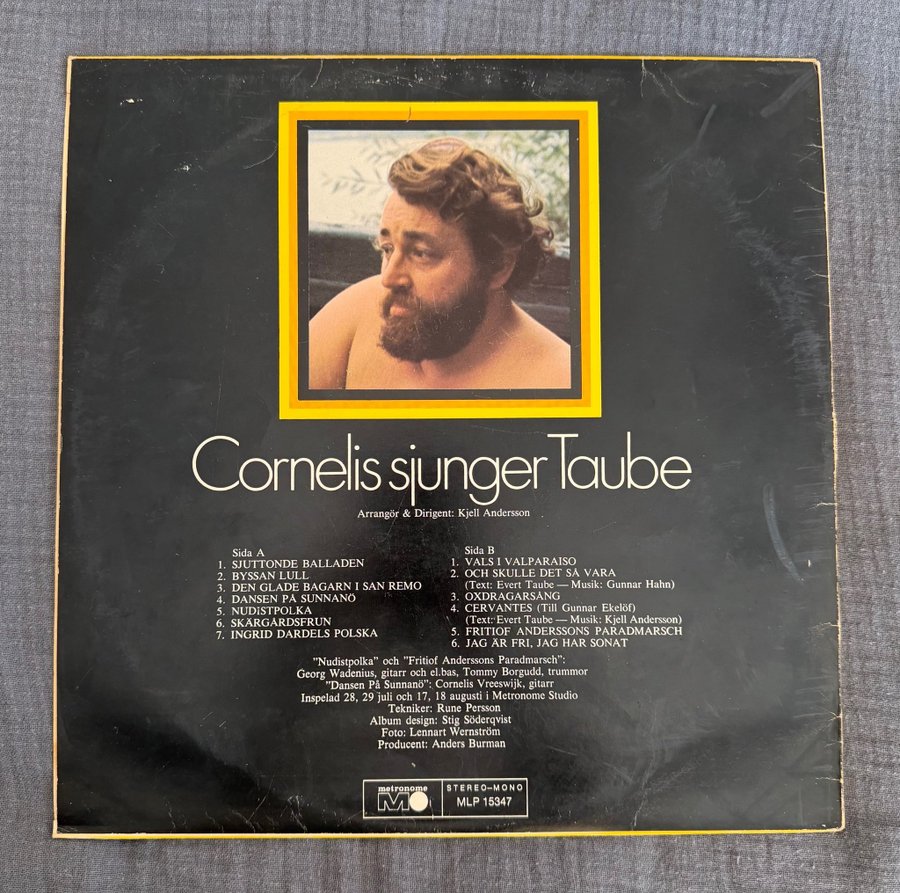 Cornelis sjunger Taube
Arrangör & Dirigent: Kjell Andersson
Sida A
1. SJUTTONDE BALLADEN
2. BYSSAN LULL
3. DEN GLADE BAGARN I SAN REMO
4. DANSEN PÅ SUNNANÖ
5. NUDISTPOLKA
6. SKÄRGÅRDSFRUN
7. INGRID DARDELS POLSKA
Sida B
1. VALS I VALPARAISO
2. OCH SKULLE DET SÅ VARA
(Text: Evert Taube — Musik: Gunnar Hahn)
3. OXDRAGARSÅNG
4. CERVANTES (Till Gunnar Ekelöf)
(Text: Evert Taube — Musik: Kjell Andersson)
5. FRITIOF ANDERSSONS PARADMARSCH
6. JAG ÄR FRI, JAG HAR SONAT
"Nudistpolka" och "Fritiof Anderssons Paradmarsch":
Georg Wadenius, gitarr och el.bas, Tommy Borgudd, trummor
"Dansen På Sunnanö": Cornelis Vreeswijk, gitarr
Inspelad 28, 29 juli och 17, 18 augusti i Metronome Studio
Tekniker: Rune Persson
Album design: Stig Söderqvist
Foto: Lennart Wernström
Producent: Anders Burman
metronome
MO
STEREO–MONO
MLP 15347